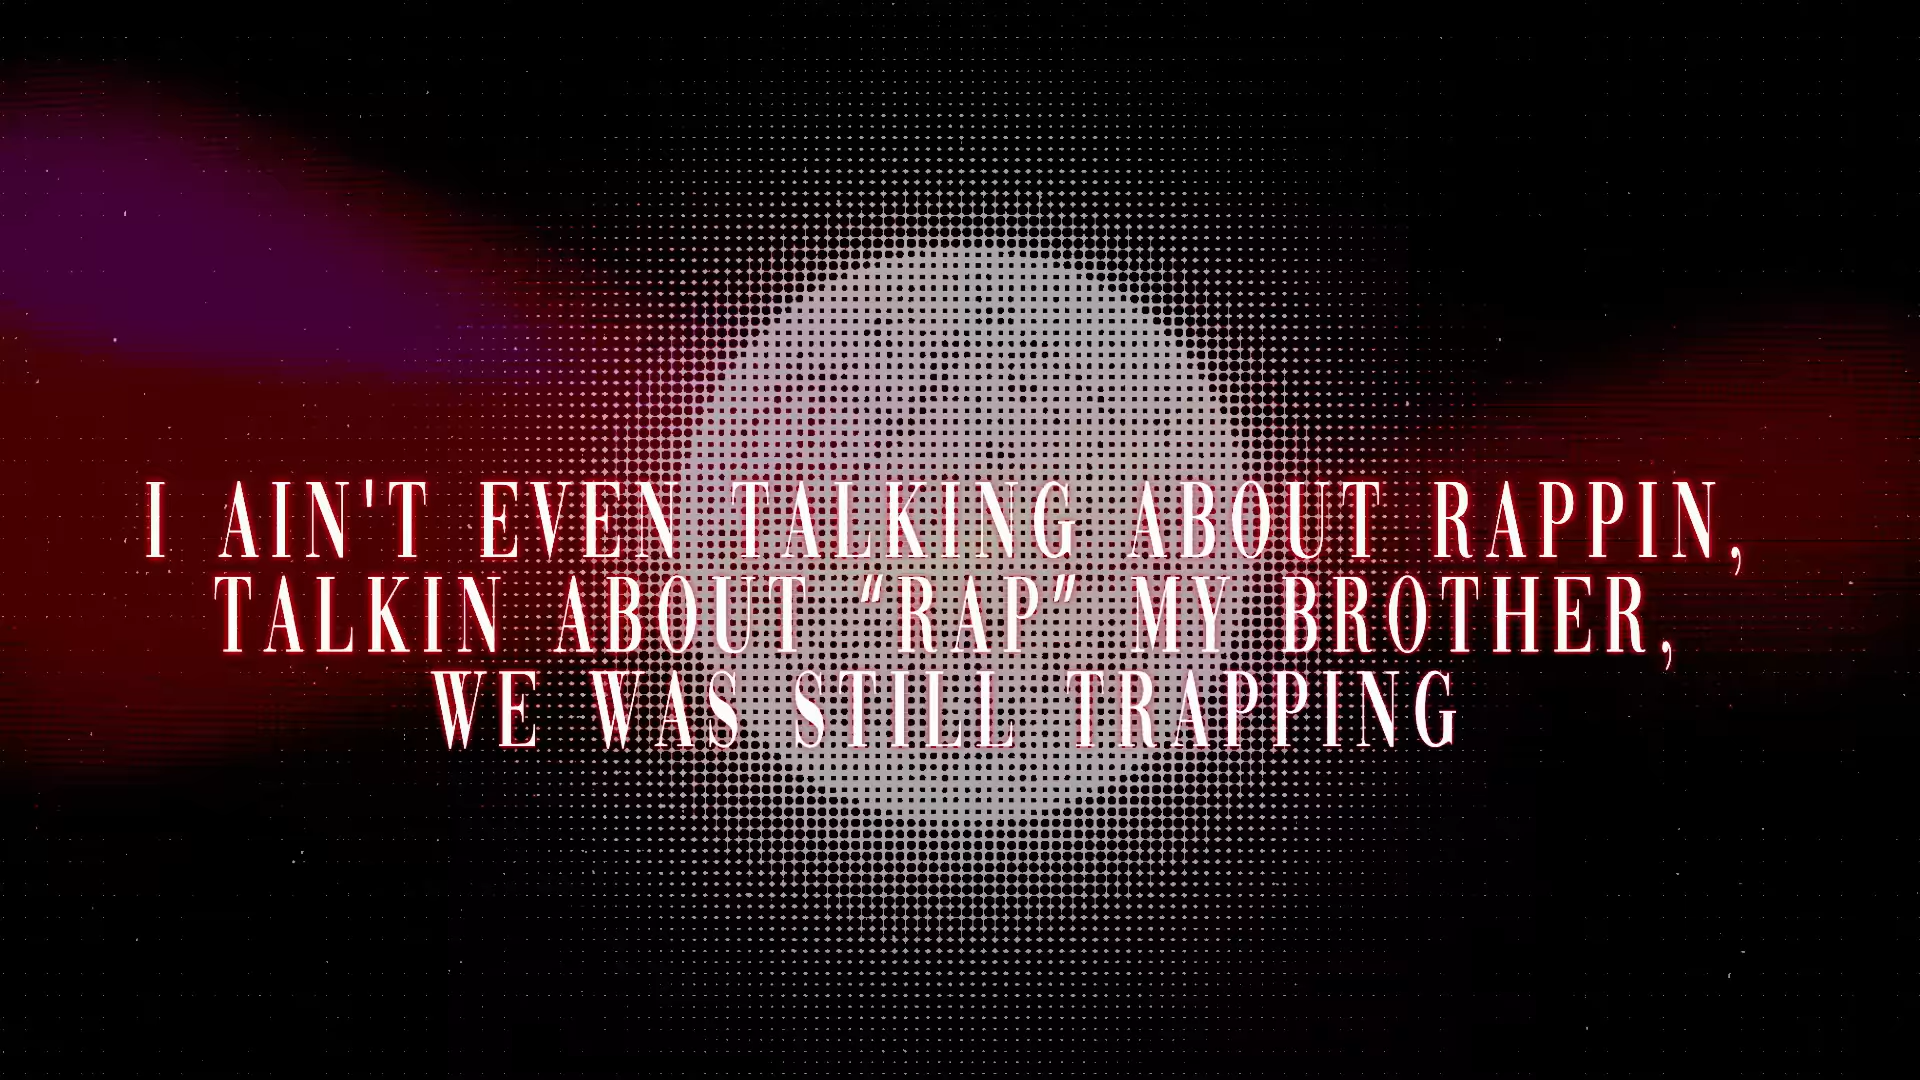 I AIN'T EVEN TALKING ABOUT RAPPIN,
TALKIN ABOUT "RAP" MY BROTHER,
WE WAS STILL TRAPPING